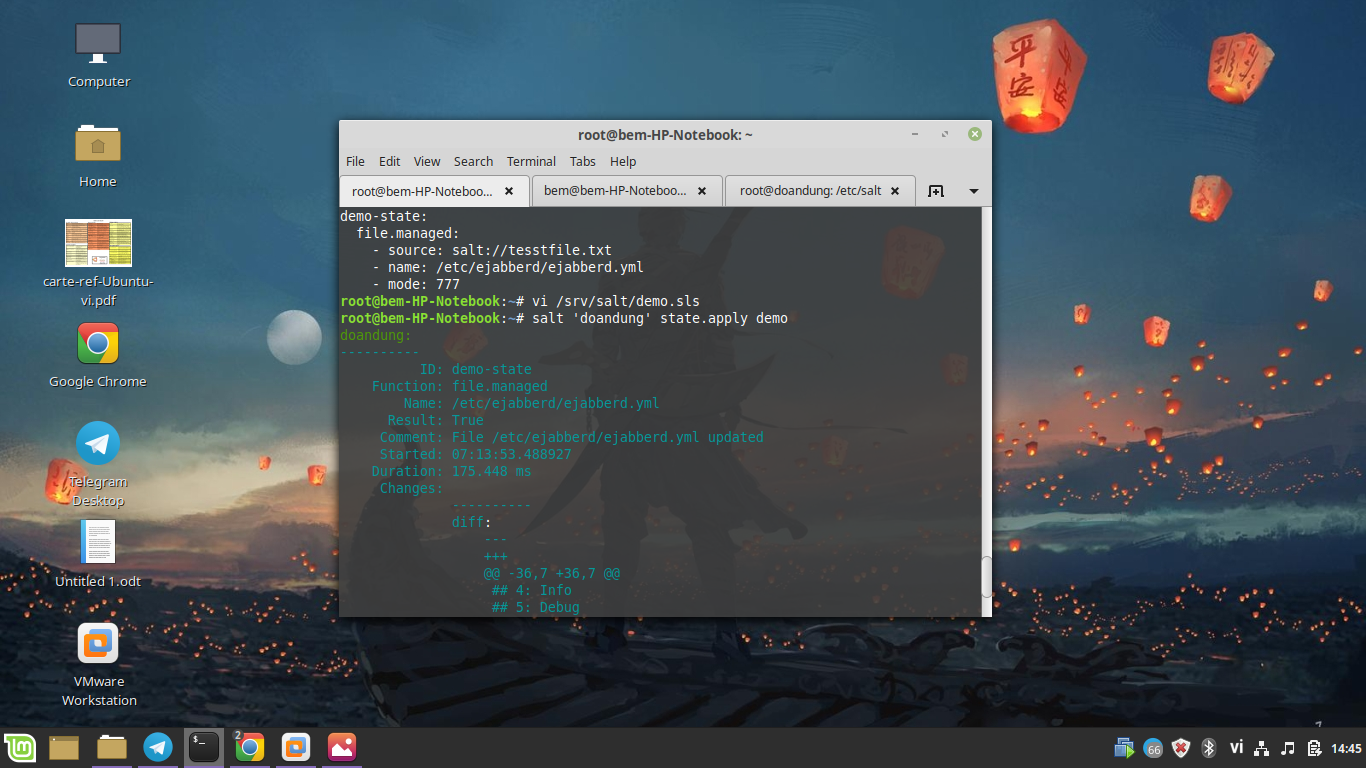 Computer
Home
carte-ref-Ubuntu-
vi.pdf
Google Chrome
Telegram
Desktop
Untitled 1.odt
VMware
Workstation
平安
root@bem-HP-Notebook: ~
File Edit View Search Terminal Tabs Help
root@bem-HP-Noteboo...
bem@bem-HP-Noteboo...
root@doandung: /etc/salt
demo-state:
  file.managed:
    - source: salt://tesstfile.txt
    - name: /etc/ejabberd/ejabberd.yml
    - mode: 777
root@bem-HP-Notebook:~# vi /srv/salt/demo.sls
root@bem-HP-Notebook:~# salt 'doandung' state.apply demo
doandung:
----------
          ID: demo-state
    Function: file.managed
        Name: /etc/ejabberd/ejabberd.yml
      Result: True
     Comment: File /etc/ejabberd/ejabberd.yml updated
     Started: 07:13:53.488927
    Duration: 175.448 ms
     Changes:
              ----------
              diff:
                  ---
                  +++
                  @@ -36,7 +36,7 @@
                   ## 4: Info
                   ## 5: Debug
2
66
vi
14:45